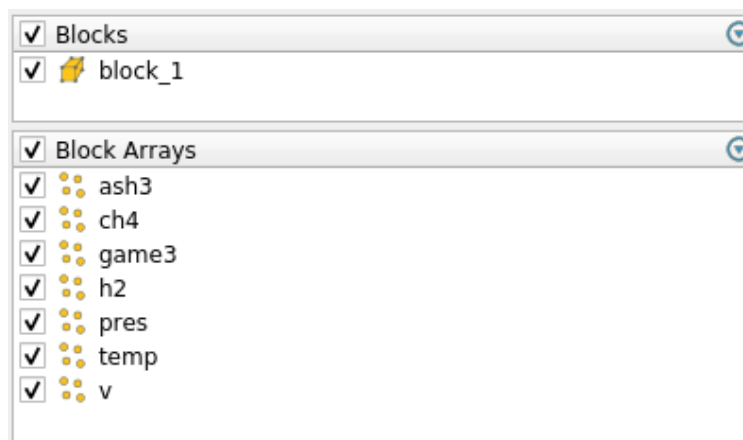 Blocks
block_1
Block Arrays
ash3
ch4
game3
h2
pres
temp
v